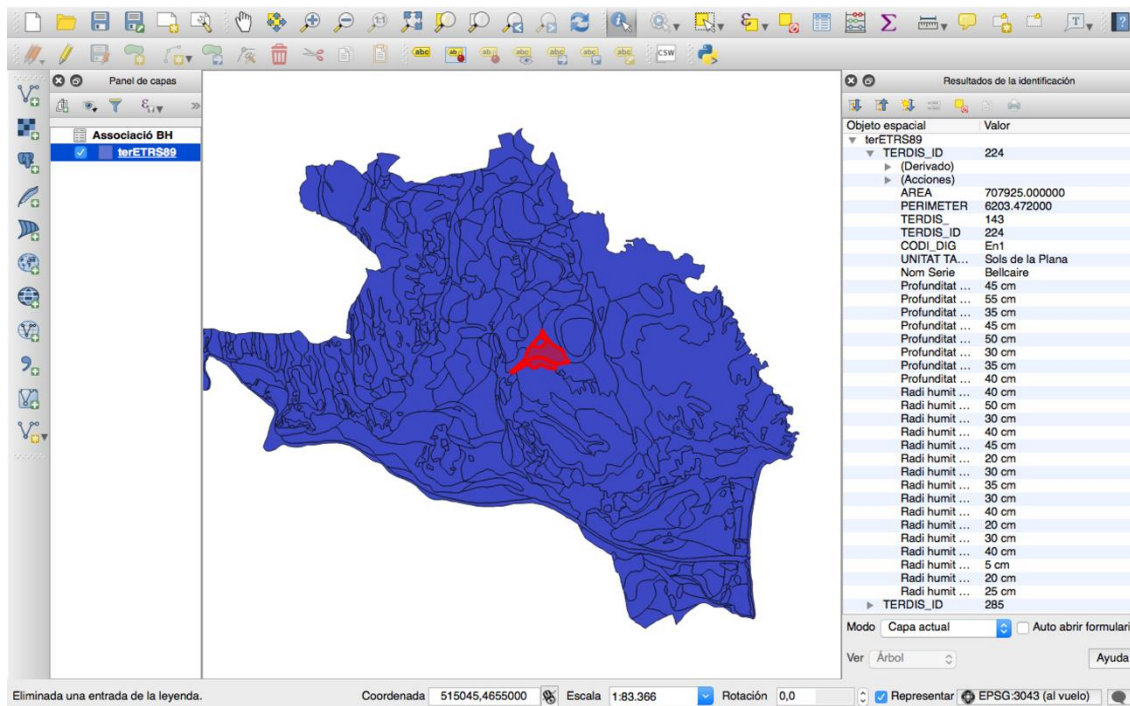 T
?
abc
ab
ab
abc
abc
abc
abc
CSW
Panel de capas
Resultados de la identificación
Associació BH
terETRS89
Objeto espacial Valor
terETRS89
TERDIS_ID 224
(Derivado)
(Acciones)
AREA 707925.000000
PERIMETER 6203.472000
TERDIS_ 143
TERDIS_ID 224
CODI_DIG En1
UNITAT TA... Sols de la Plana
Nom Serie Bellcaire
Profunditat ... 45 cm
Profunditat ... 55 cm
Profunditat ... 35 cm
Profunditat ... 45 cm
Profunditat ... 50 cm
Profunditat ... 30 cm
Profunditat ... 35 cm
Profunditat ... 40 cm
Radi humit ... 40 cm
Radi humit ... 50 cm
Radi humit ... 30 cm
Radi humit ... 40 cm
Radi humit ... 45 cm
Radi humit ... 20 cm
Radi humit ... 30 cm
Radi humit ... 35 cm
Radi humit ... 30 cm
Radi humit ... 40 cm
Radi humit ... 20 cm
Radi humit ... 30 cm
Radi humit ... 40 cm
Radi humit ... 5 cm
Radi humit ... 20 cm
Radi humit ... 25 cm
TERDIS_ID 285
Modo Capa actual Auto abrir formulari
Ver Árbol Ayuda
Eliminada una entrada de la leyenda. Coordenada 515045,4655000 Escala 1:83.366 Rotación 0,0 Representar EPSG:3043 (al vuelo)